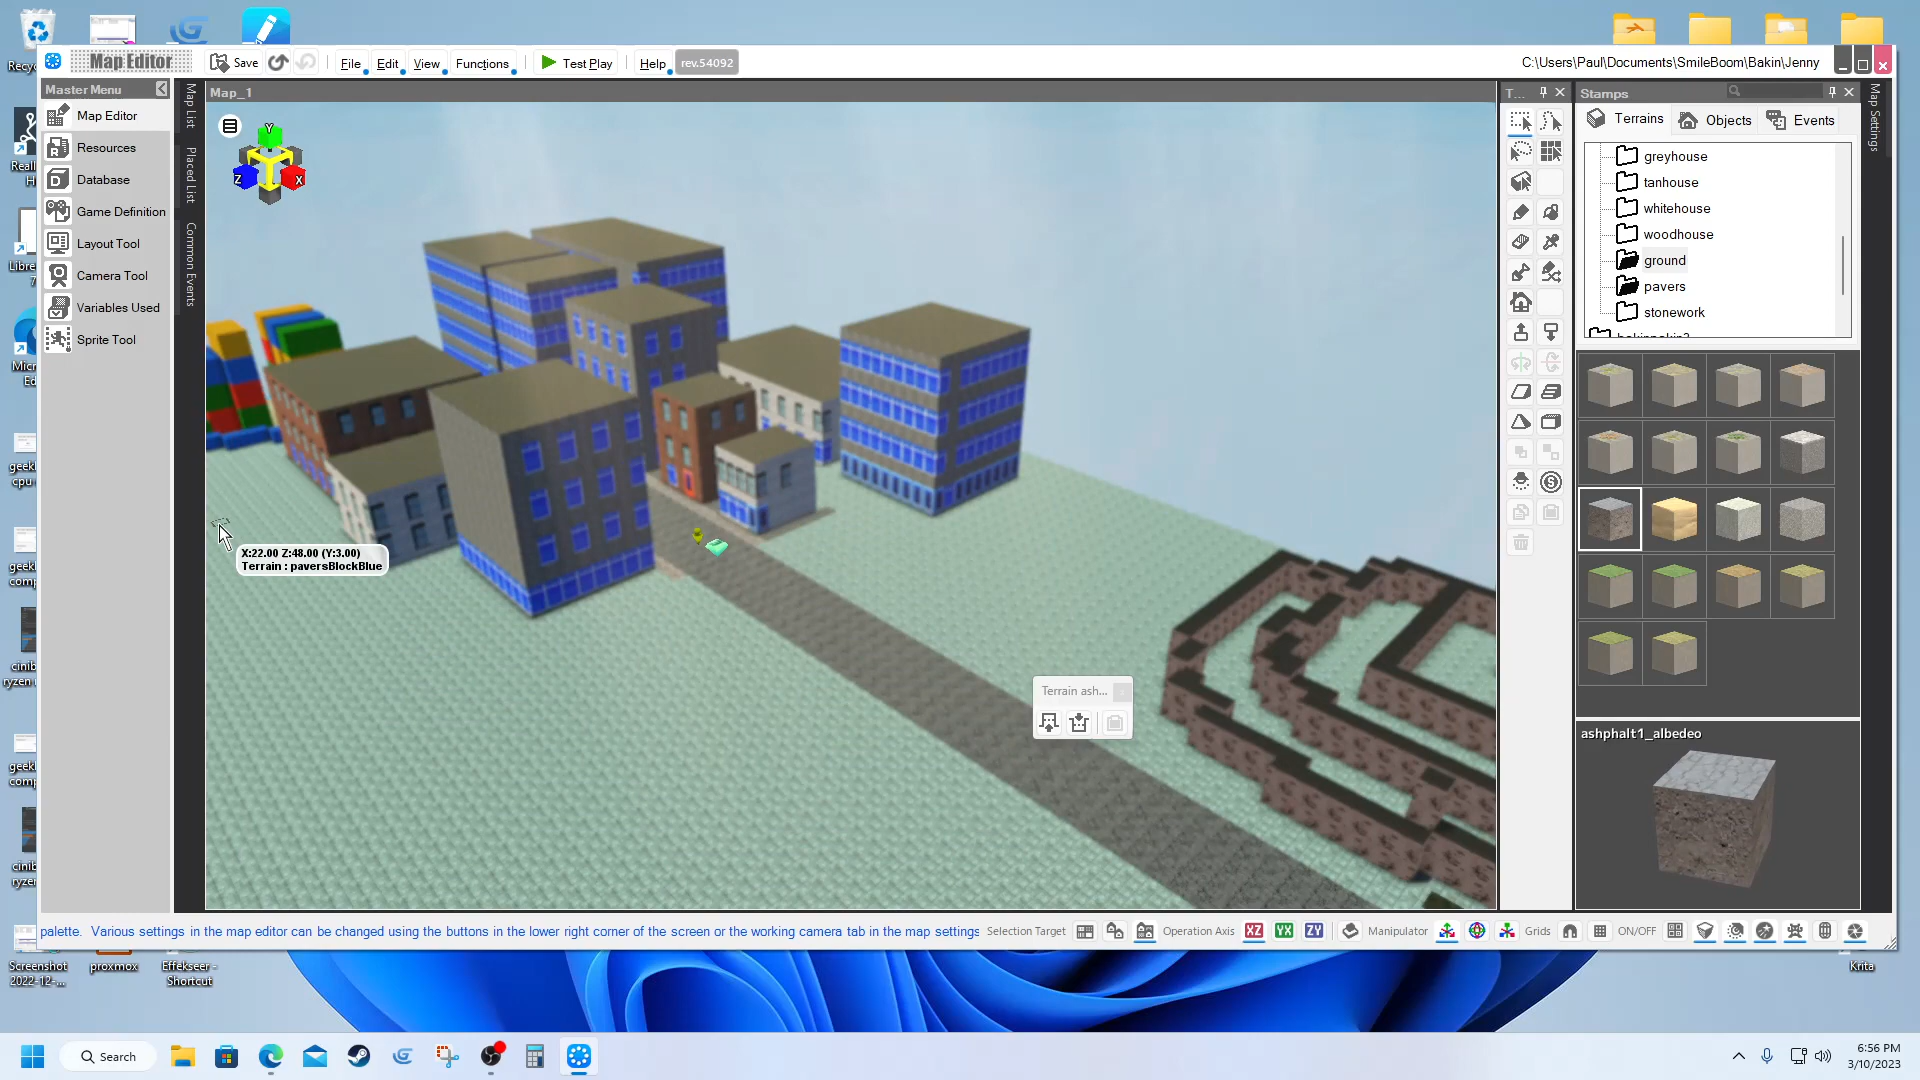 Map Editor
Save
File
Edit
View
Functions
Test Play
Help
rev.54092
C:\Users\Paul\Documents\SmileBoom\Bakin\Jenny
Master Menu
Map Editor
Resources
Database
Game Definition
Layout Tool
Camera Tool
Variables Used
Sprite Tool
Map List
Placed List
Common Events
Map_1
Y
Z
X
X:22.00 Z:48.00 (Y:3.00)
Terrain : paversBlockBlue
Terrain ash...
T...
Stamps
Terrains
Objects
Events
greyhouse
tanhouse
whitehouse
woodhouse
ground
pavers
stonework
ashphalt1_albedeo
Map Settings
palette. Various settings in the map editor can be changed using the buttons in the lower right corner of the screen or the working camera tab in the map settings
Selection Target
Operation Axis
XZ
YX
ZY
Manipulator
Grids
ON/OFF
Screenshot
2022-12-...
proxmox
Effekseer -
Shortcut
Krita
Search
6:56 PM
3/10/2023